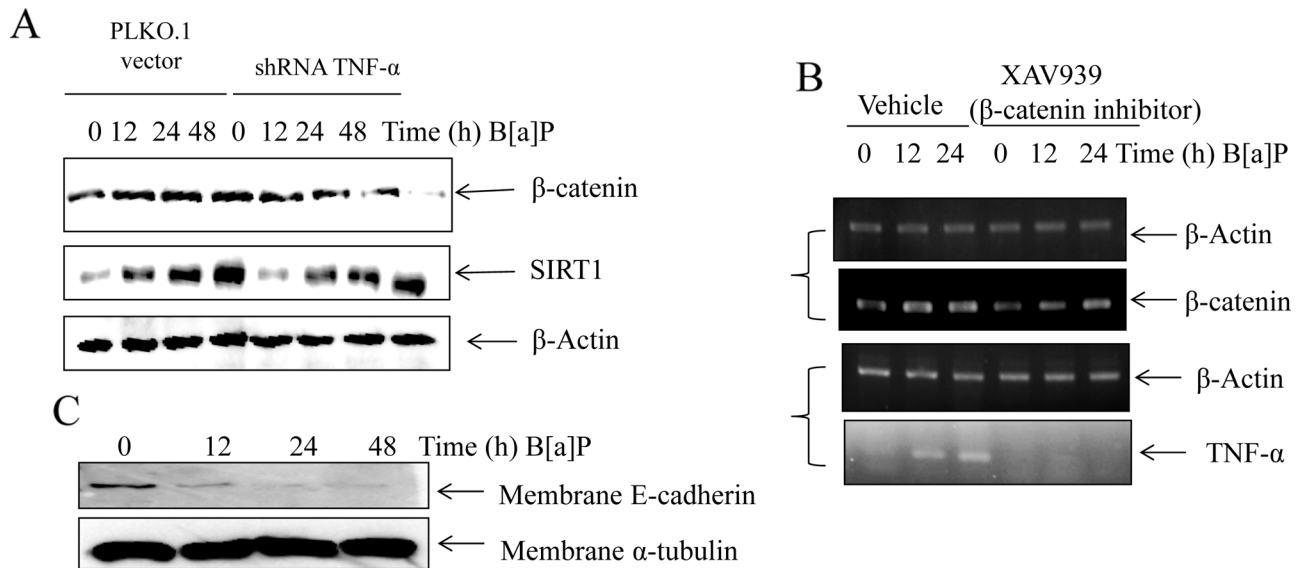 A
PLKO.1
vector
shRNA TNF-α
0 12 24 48 0 12 24 48 Time (h) B[a]P
β-catenin
SIRT1
β-Actin
B
Vehicle
XAV939
(β-catenin inhibitor)
0 12 24 0 12 24 Time (h) B[a]P
β-Actin
β-catenin
β-Actin
TNF-α
C
0 12 24 48 Time (h) B[a]P
Membrane E-cadherin
Membrane α-tubulin